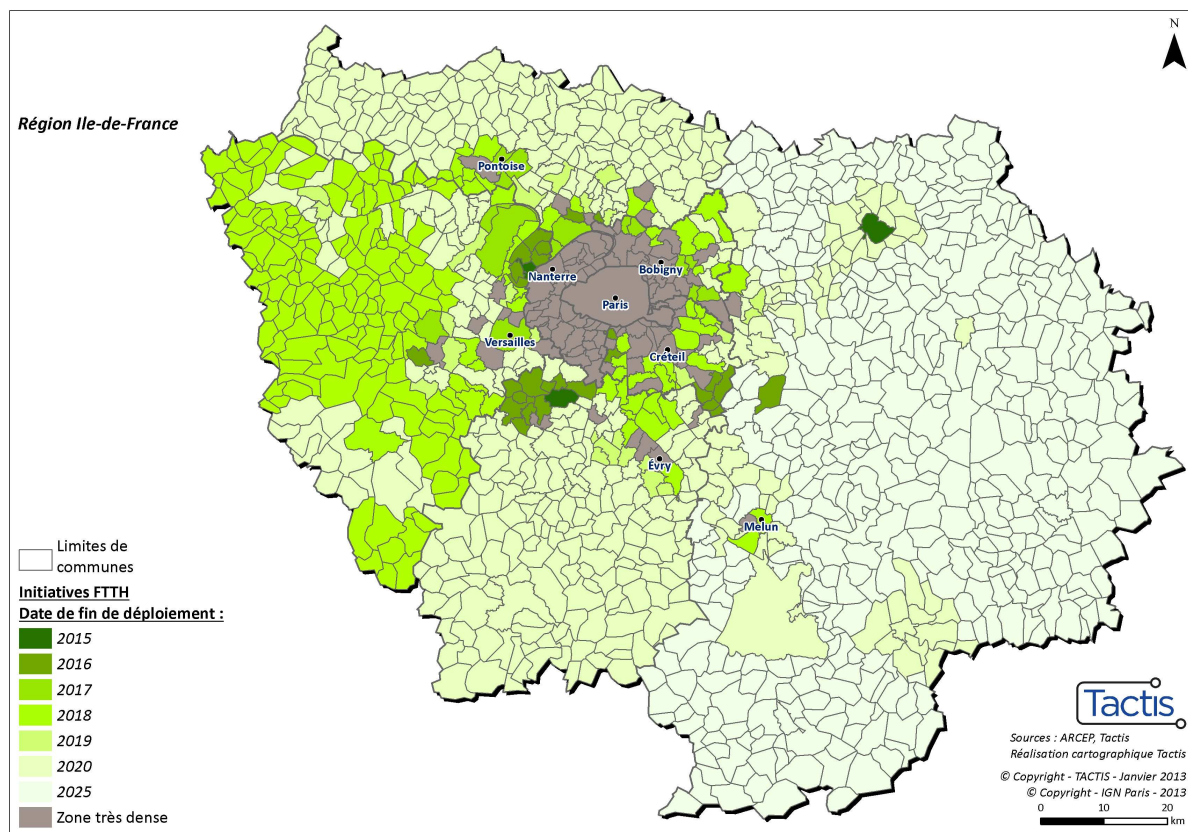 N
Région Ile-de-France
Pontoise
Nanterre
Bobigny
Paris
Versailles
Créteil
Évry
Melun
Limites de
communes
Initiatives FTTH
Date de fin de déploiement :
2015
2016
2017
2018
2019
2020
2025
Zone très dense
Tactis
Sources : ARCEP, Tactis
Réalisation cartographique Tactis
© Copyright - TACTIS - Janvier 2013
© Copyright - IGN Paris - 2013
0 10 20
km